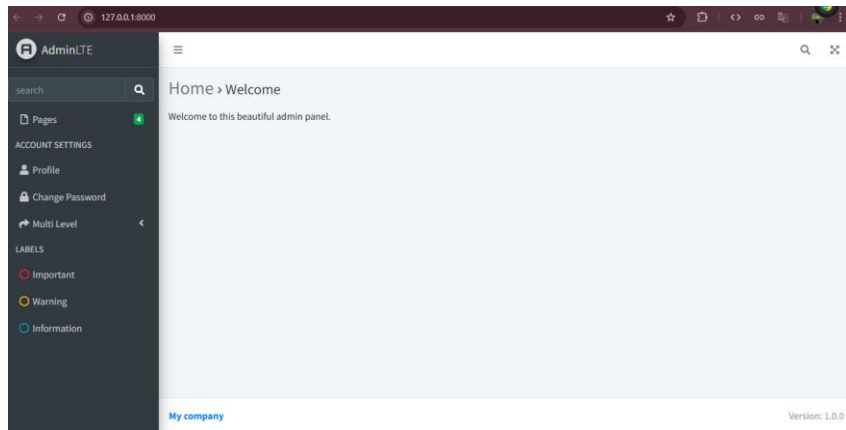 127.0.0.1:8000
AdminLTE
search
Home › Welcome
Welcome to this beautiful admin panel.
Pages
4
ACCOUNT SETTINGS
Profile
Change Password
Multi Level
LABELS
Important
Warning
Information
My company
Version: 1.0.0